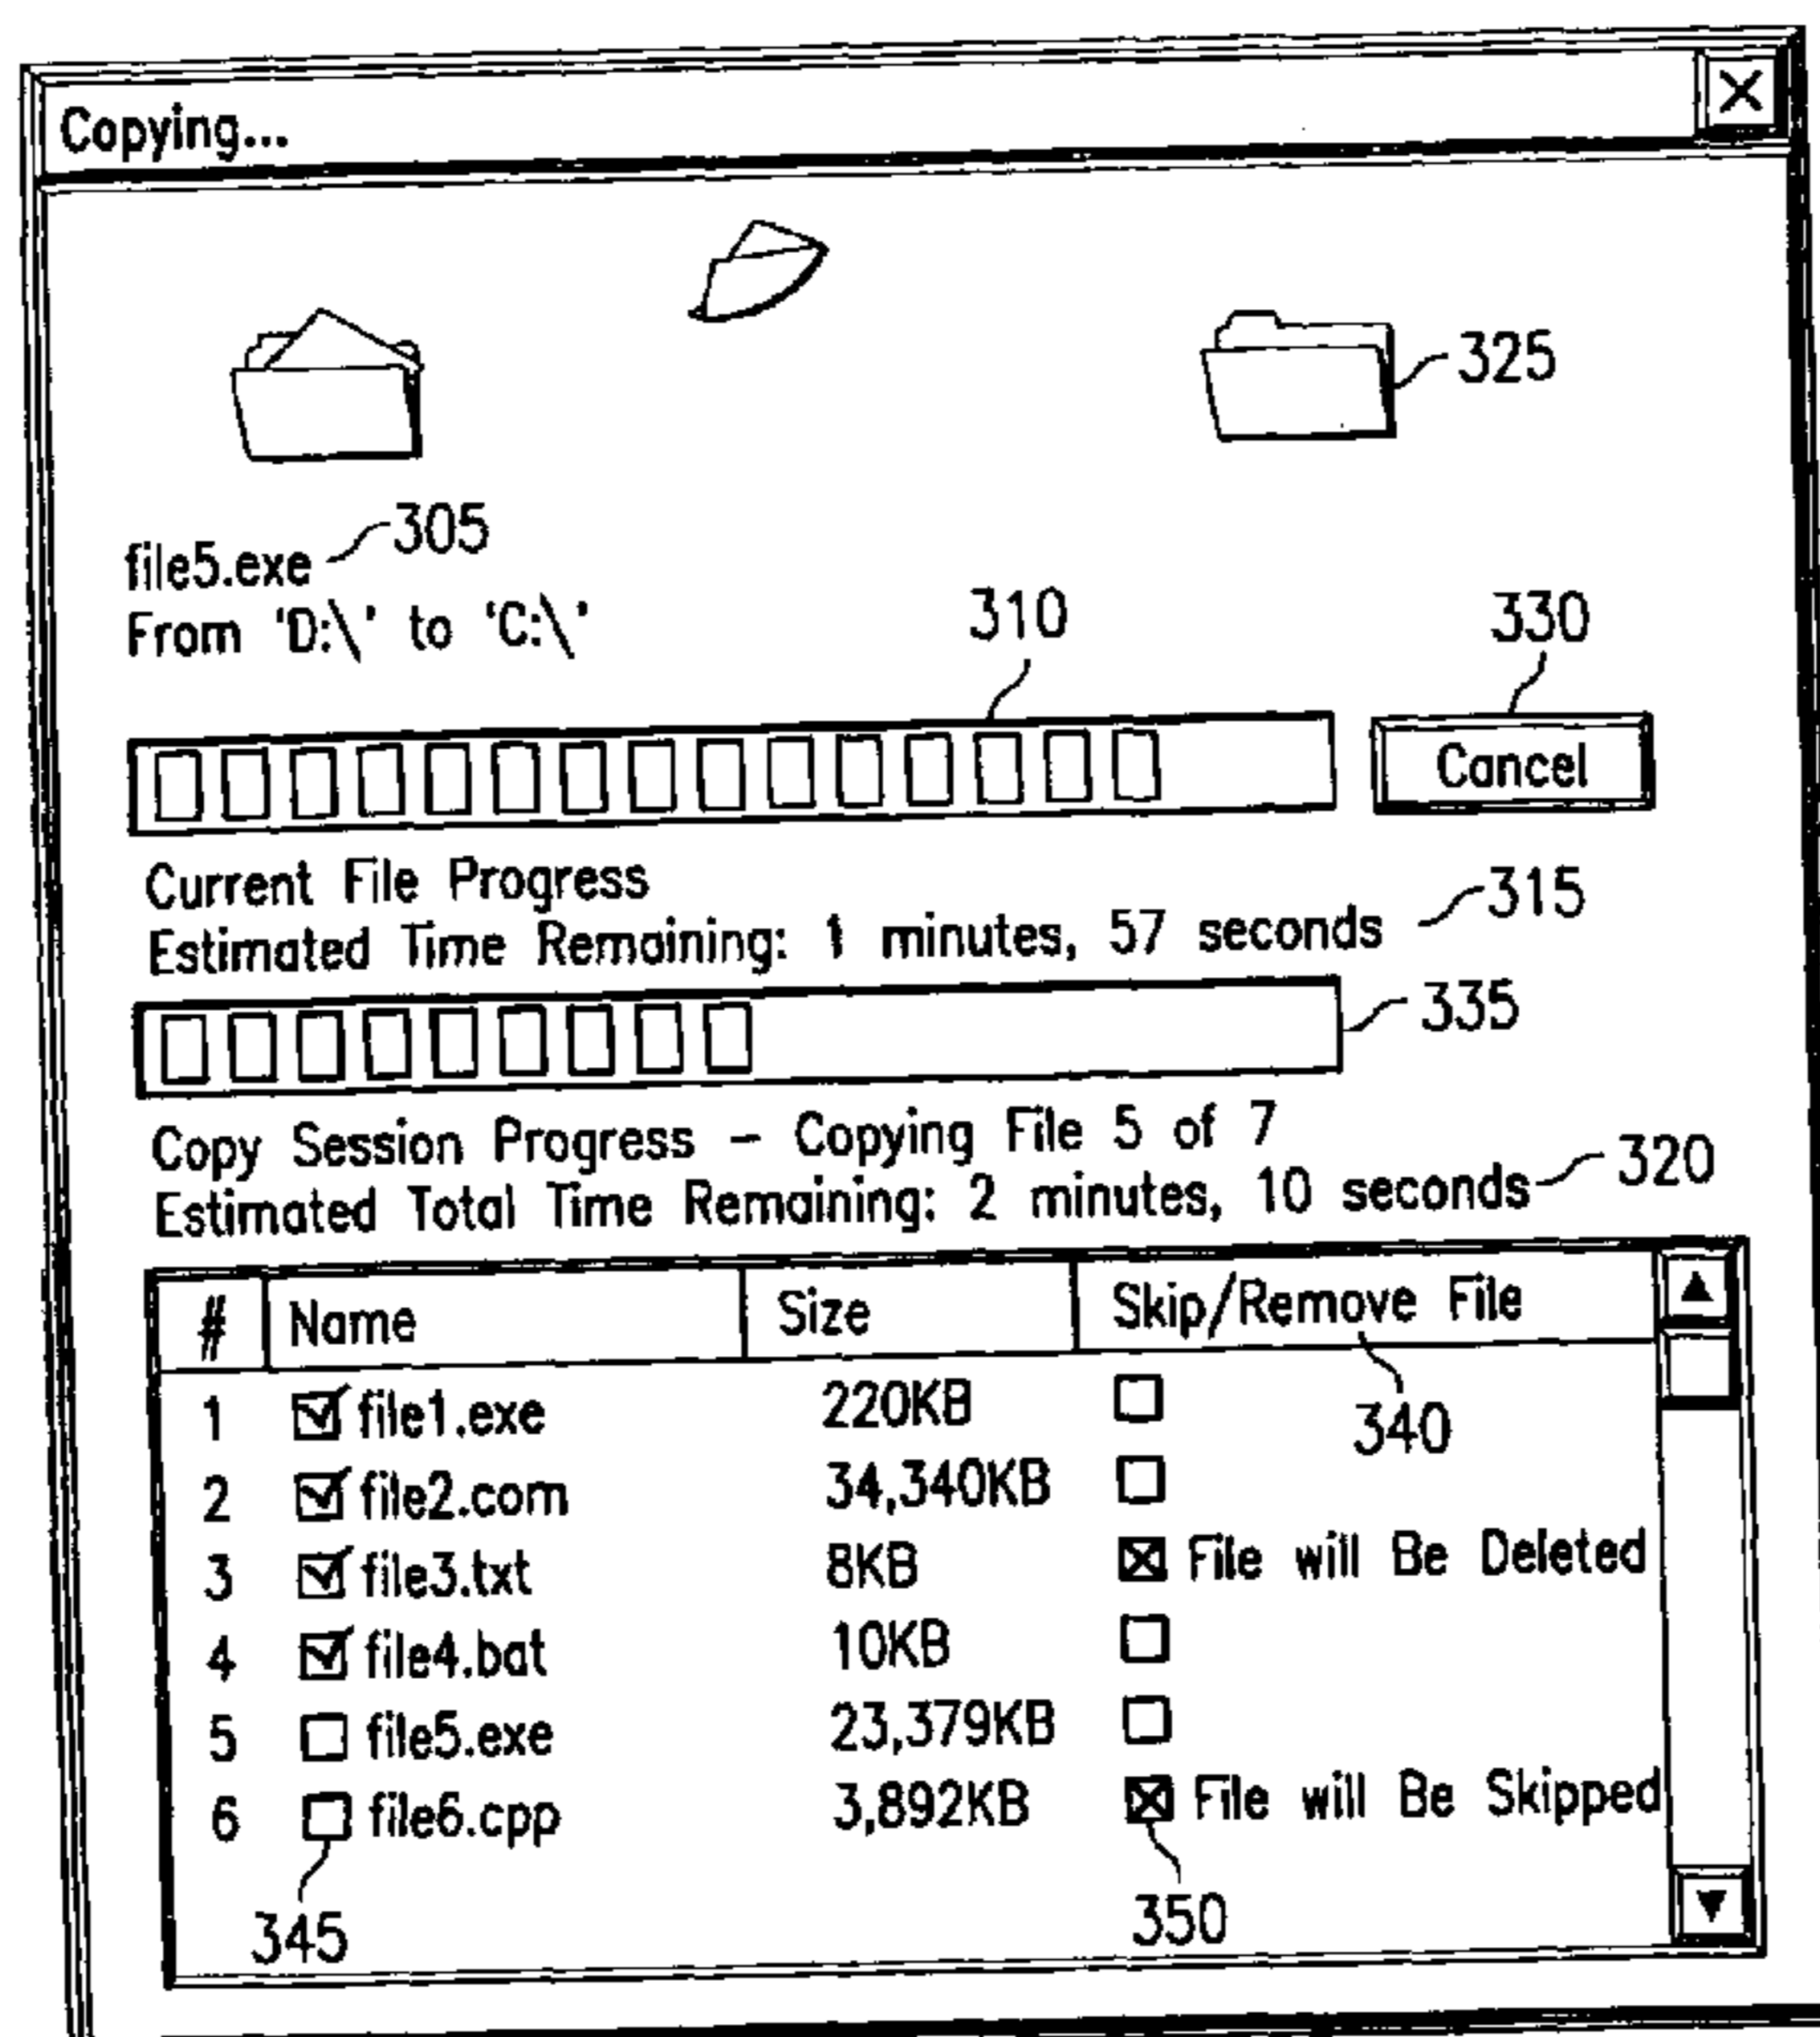 Copying...
325
305
file5.exe
From 'D:\' to 'C:\'
310
330
Cancel
Current File Progress
315
Estimated Time Remaining: 1 minutes, 57 seconds
335
Copy Session Progress – Copying File 5 of 7
320
Estimated Total Time Remaining: 2 minutes, 10 seconds
# Name Size Skip/Remove File
340
1 file1.exe 220KB
2 file2.com 34,340KB
3 file3.txt 8KB File will Be Deleted
4 file4.bat 10KB
5 file5.exe 23,379KB
6 file6.cpp 3,892KB File will Be Skipped
345
350